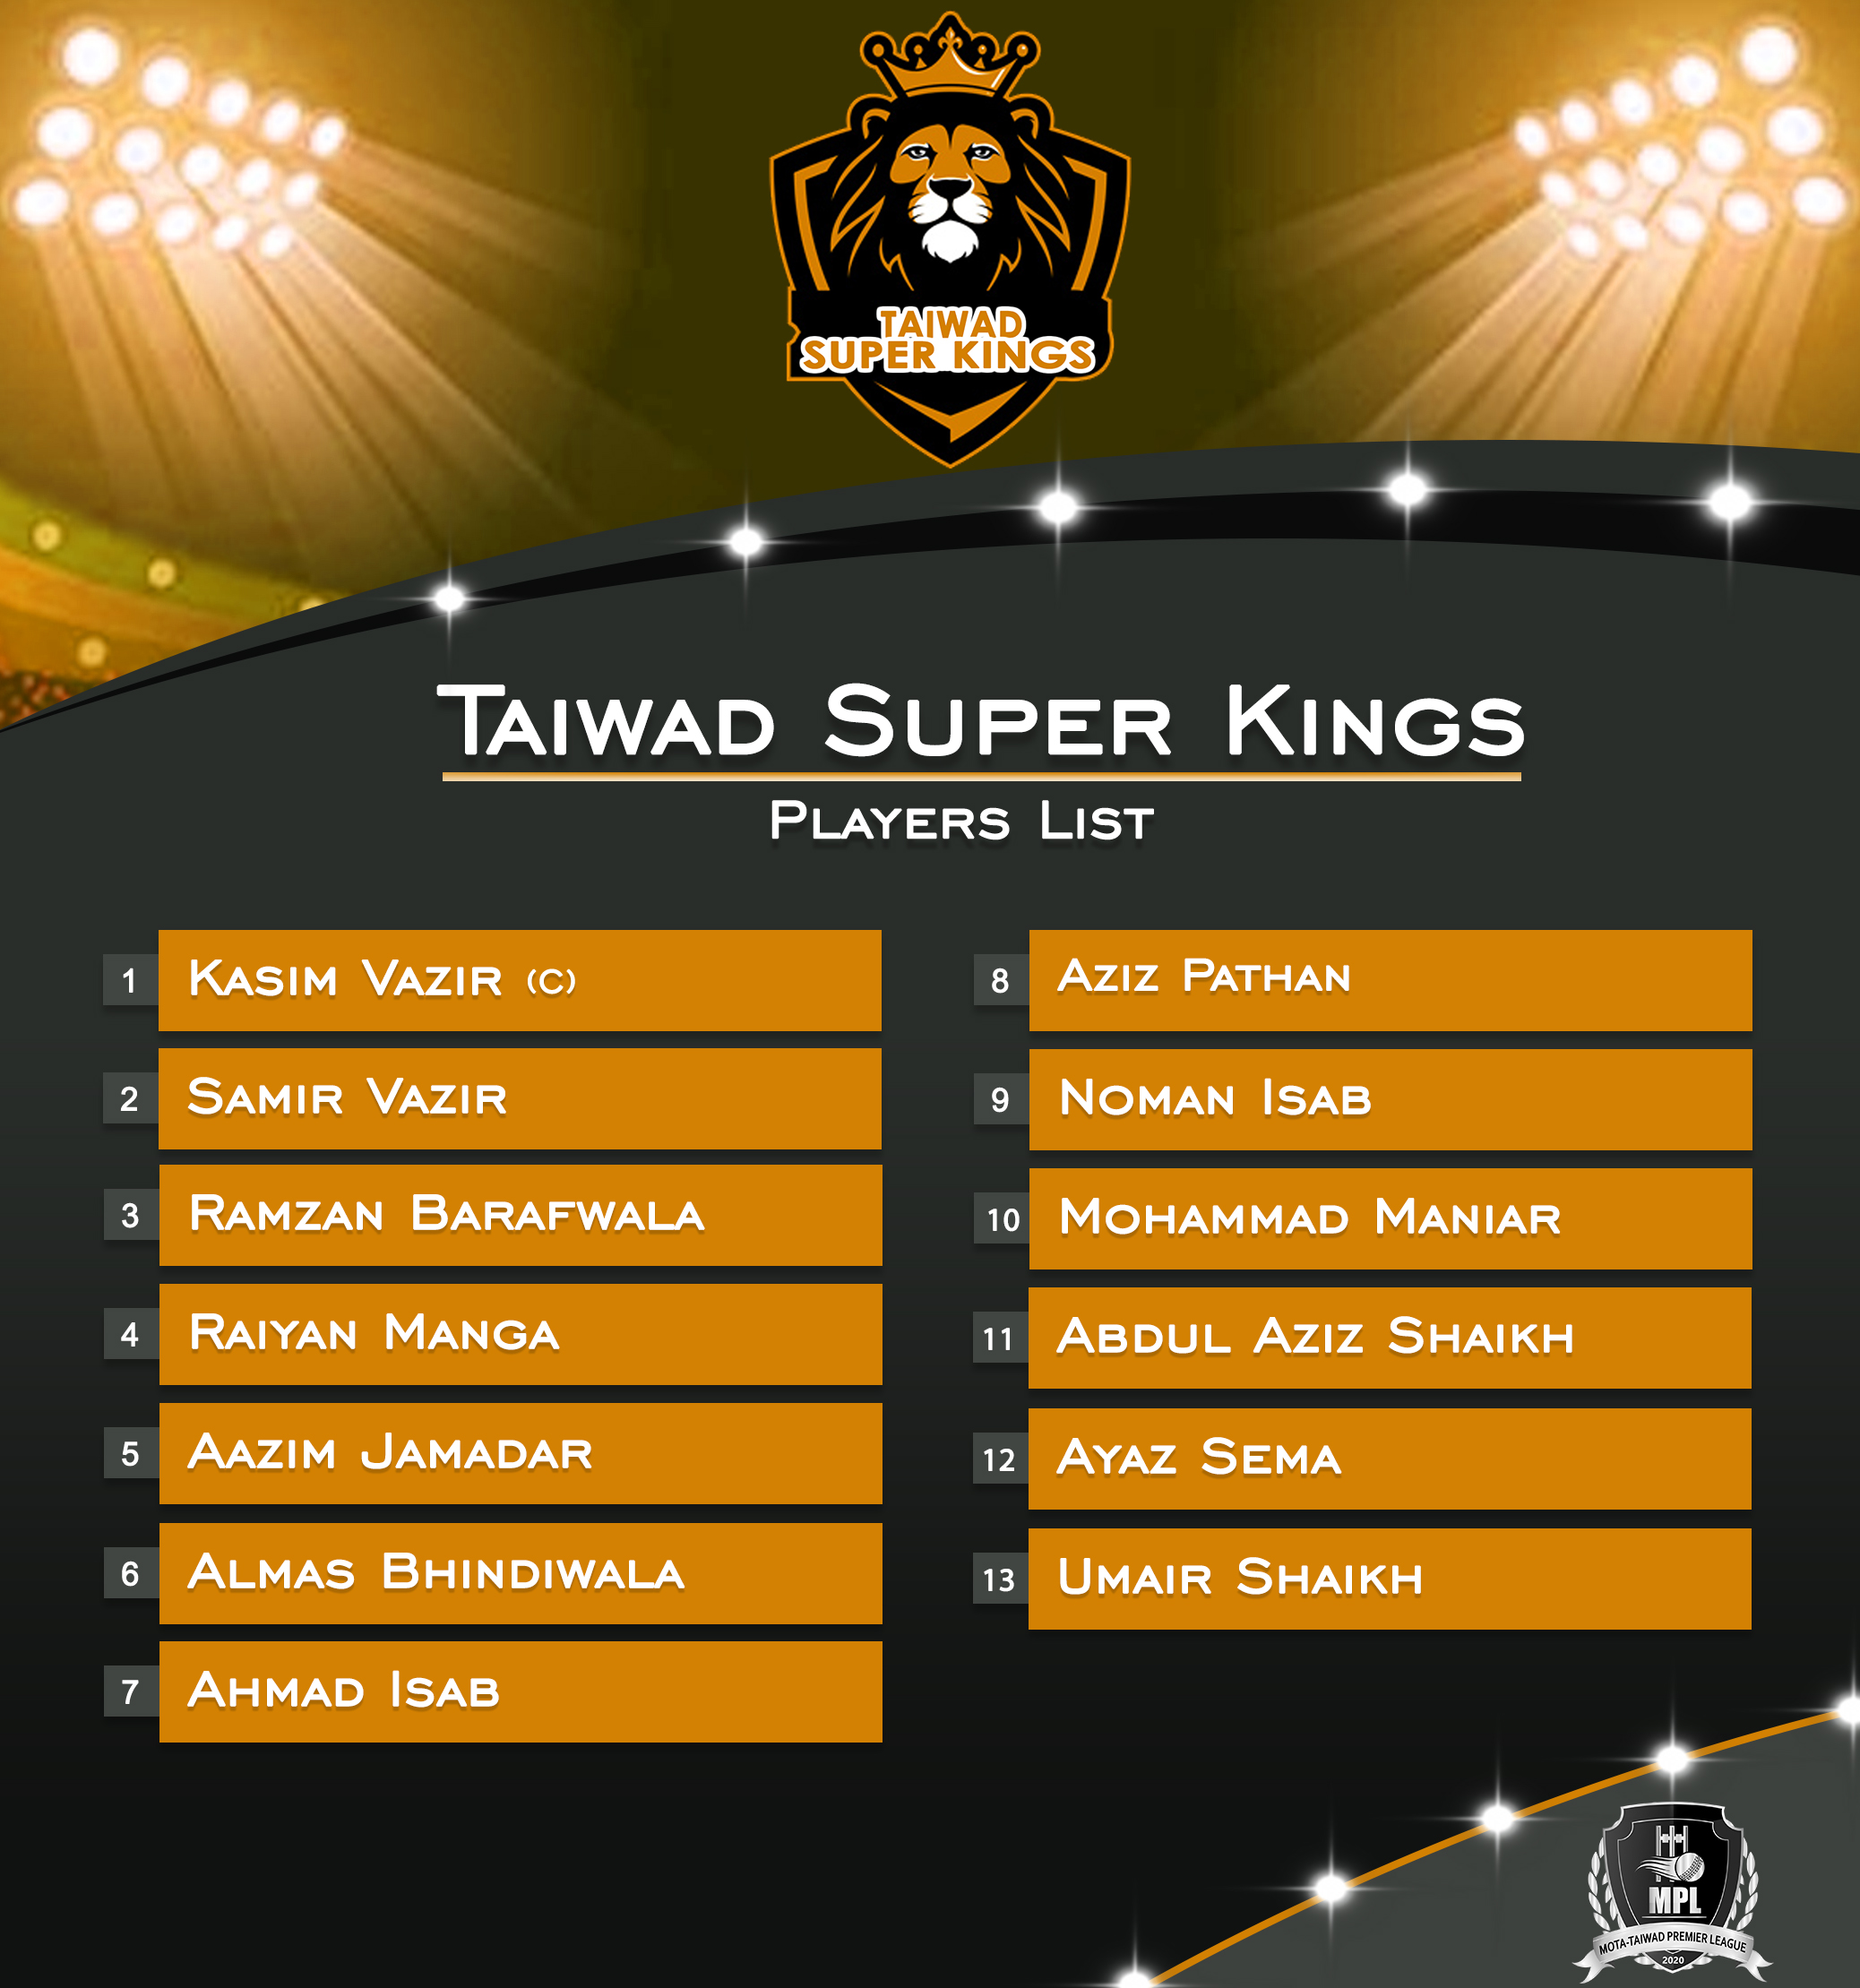 TAIWAD
SUPER KINGS
Taiwad Super Kings
Players List
1 Kasim Vazir (c)
2 Samir Vazir
3 Ramzan Barafwala
4 Raiyan Manga
5 Aazim Jamadar
6 Almas Bhindiwala
7 Ahmad Isab
8 Aziz Pathan
9 Noman Isab
10 Mohammad Maniar
11 Abdul Aziz Shaikh
12 Ayaz Sema
13 Umair Shaikh
MPL
MOTA-TAIWAD PREMIER LEAGUE
2020